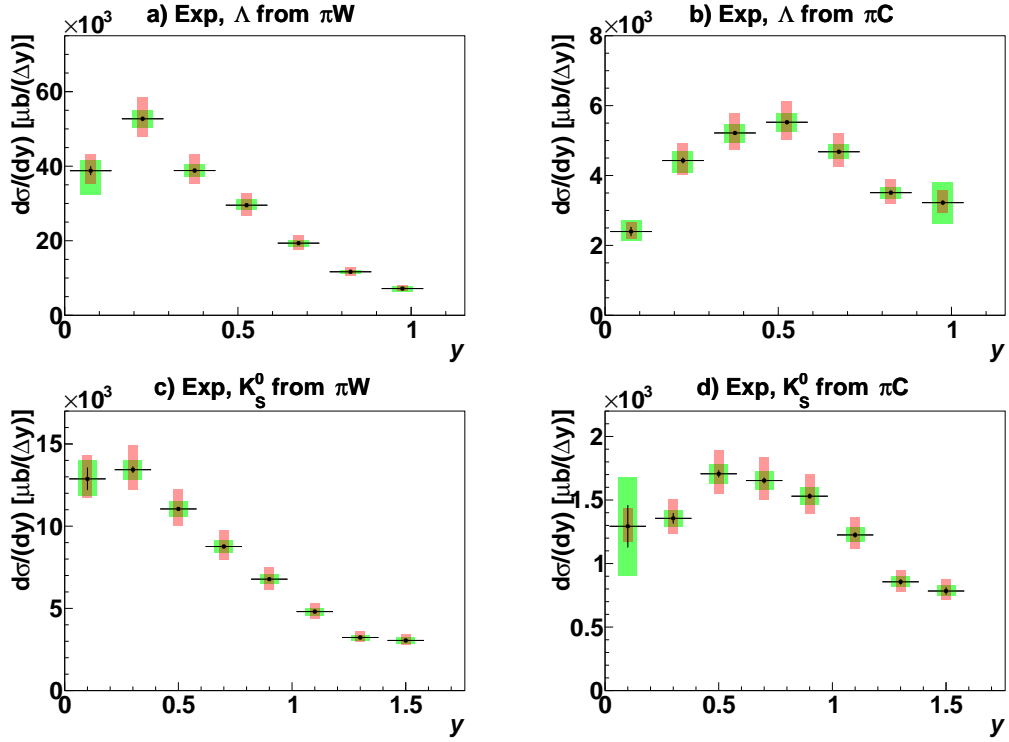 a) Exp, Λ from πW
×10³
dσ/(dy) [μb/(Δy)]
60
40
20
0
0 0.5 1
y
b) Exp, Λ from πC
×10³
dσ/(dy) [μb/(Δy)]
8
6
4
2
0
0 0.5 1
y
c) Exp, K⁰ₛ from πW
×10³
dσ/(dy) [μb/(Δy)]
15
10
5
0
0 0.5 1 1.5
y
d) Exp, K⁰ₛ from πC
×10³
dσ/(dy) [μb/(Δy)]
2
1.5
1
0.5
0
0 0.5 1 1.5
y